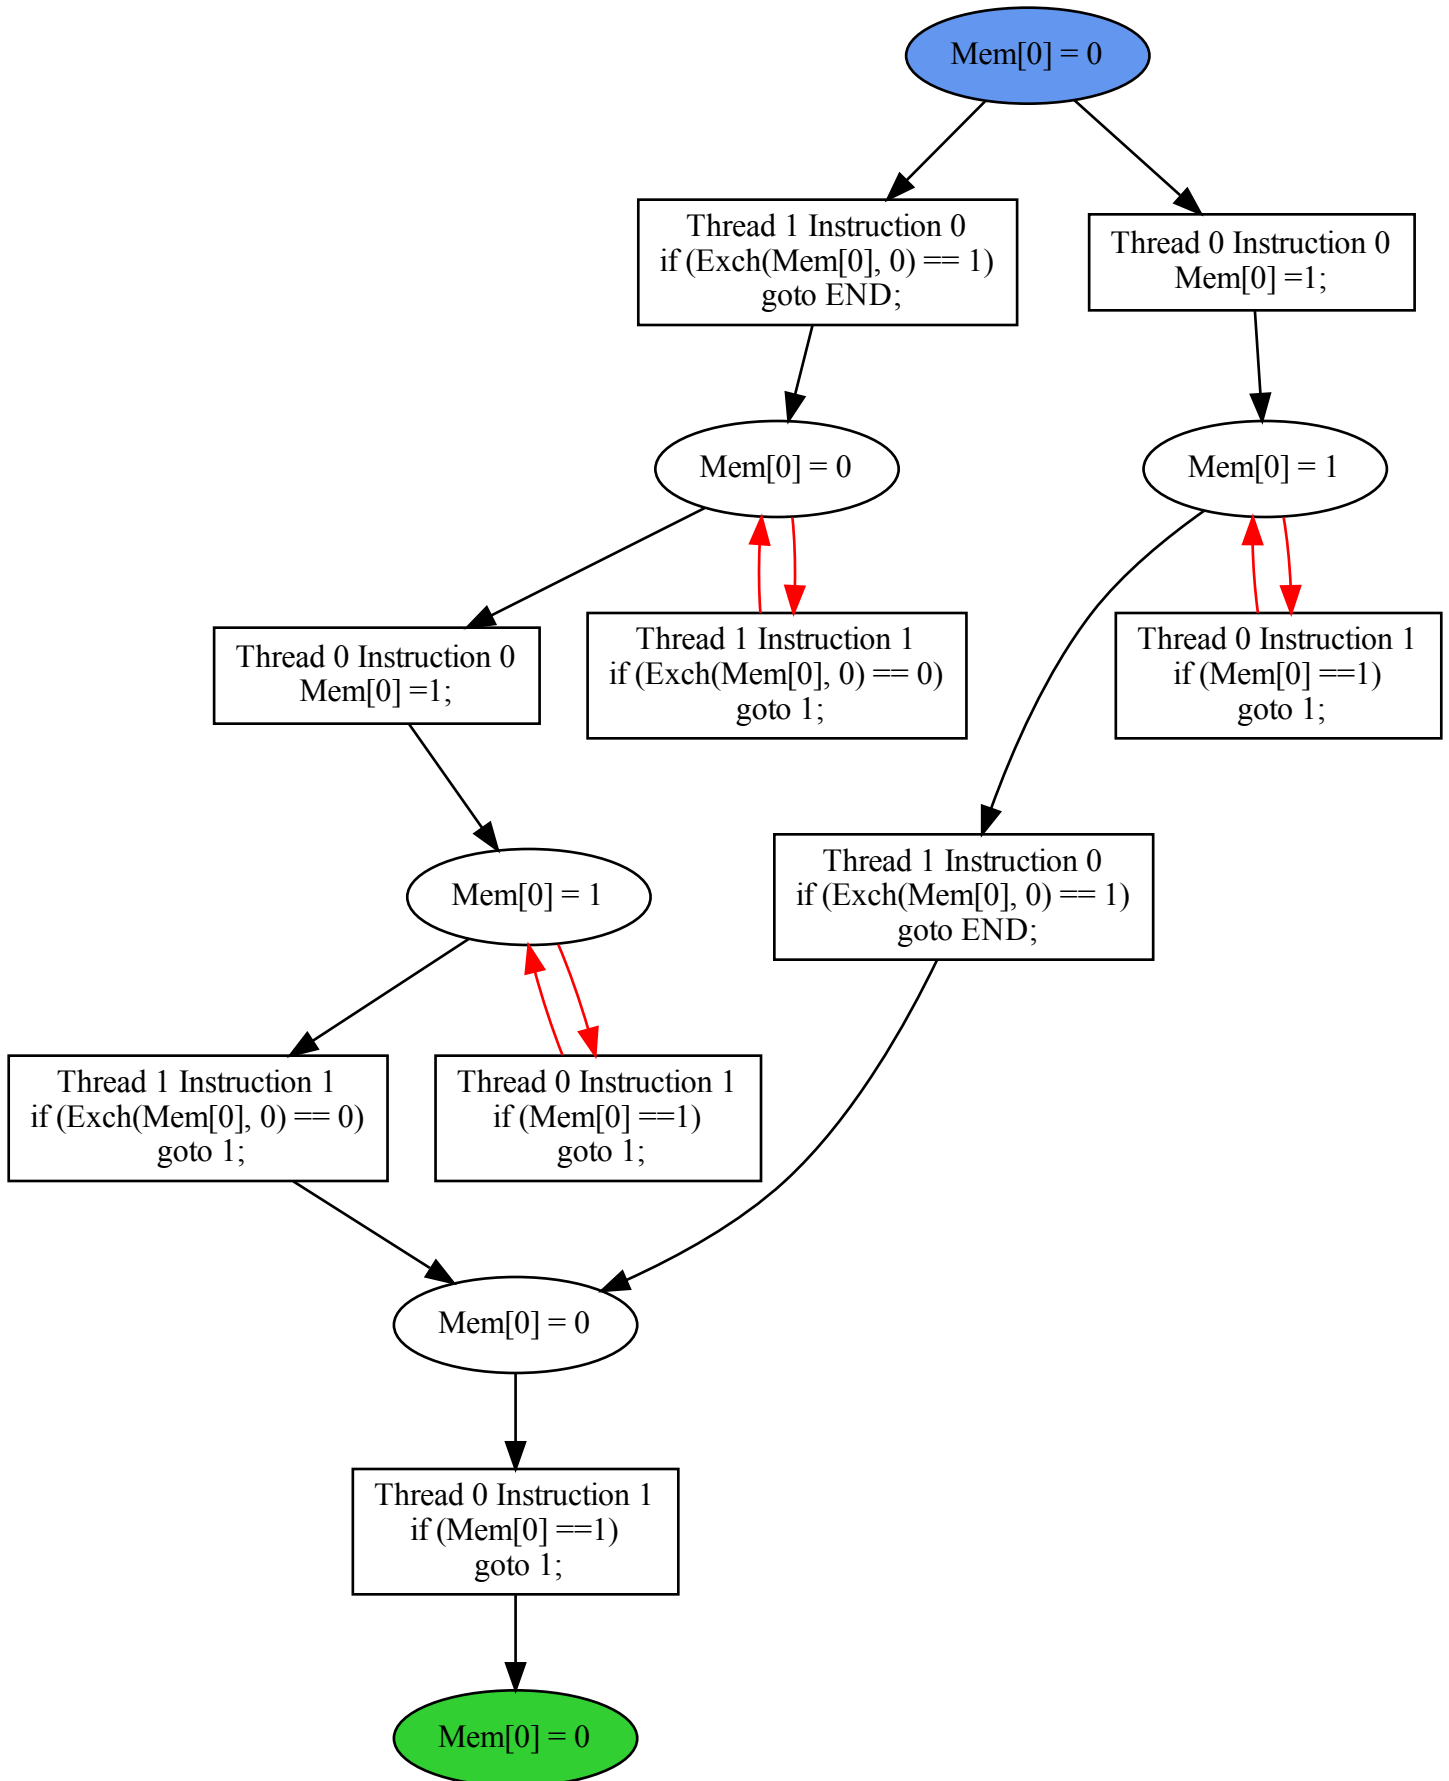 Mem[0] = 0
Thread 1 Instruction 0
if (Exch(Mem[0], 0) == 1)
goto END;
Thread 0 Instruction 0
Mem[0] =1;
Mem[0] = 0
Mem[0] = 1
Thread 0 Instruction 0
Mem[0] =1;
Thread 1 Instruction 1
if (Exch(Mem[0], 0) == 0)
goto 1;
Thread 0 Instruction 1
if (Mem[0] ==1)
goto 1;
Mem[0] = 1
Thread 1 Instruction 0
if (Exch(Mem[0], 0) == 1)
goto END;
Thread 1 Instruction 1
if (Exch(Mem[0], 0) == 0)
goto 1;
Thread 0 Instruction 1
if (Mem[0] ==1)
goto 1;
Mem[0] = 0
Thread 0 Instruction 1
if (Mem[0] ==1)
goto 1;
Mem[0] = 0